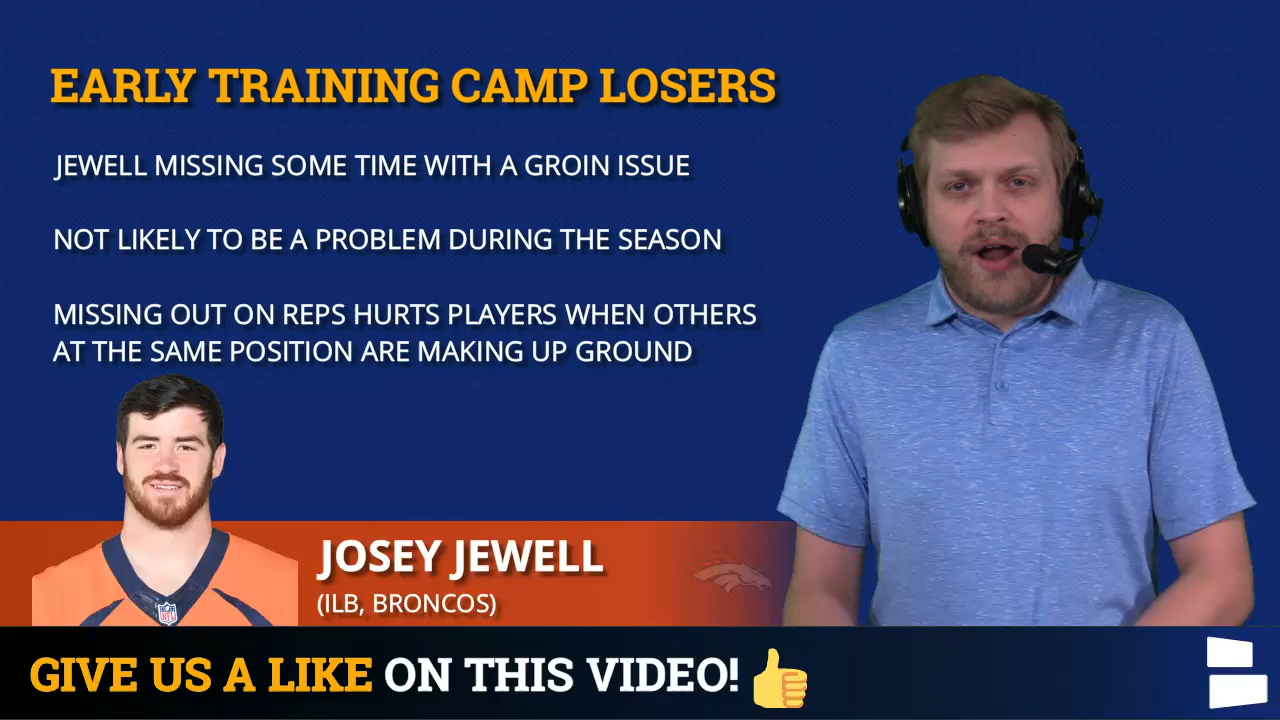 EARLY TRAINING CAMP LOSERS
JEWELL MISSING SOME TIME WITH A GROIN ISSUE
NOT LIKELY TO BE A PROBLEM DURING THE SEASON
MISSING OUT ON REPS HURTS PLAYERS WHEN OTHERS
AT THE SAME POSITION ARE MAKING UP GROUND
JOSEY JEWELL
(ILB, BRONCOS)
GIVE US A LIKE ON THIS VIDEO!